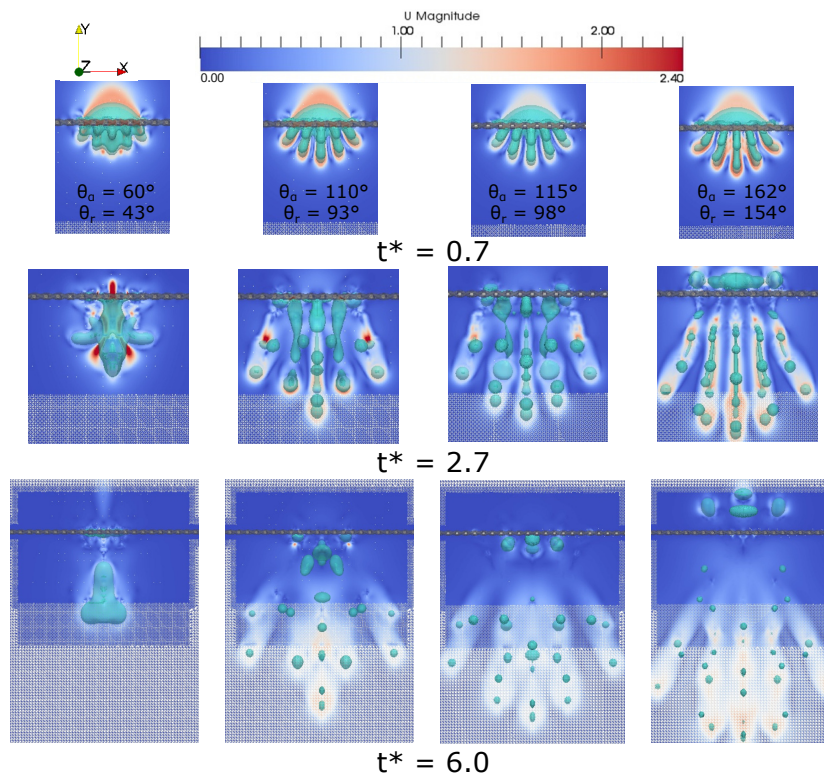 U Magnitude
1.00 2.00
0.00 2.40
Y
Z X
θa = 60° θa = 110° θa = 115° θa = 162°
θr = 43° θr = 93° θr = 98° θr = 154°
t* = 0.7
t* = 2.7
t* = 6.0